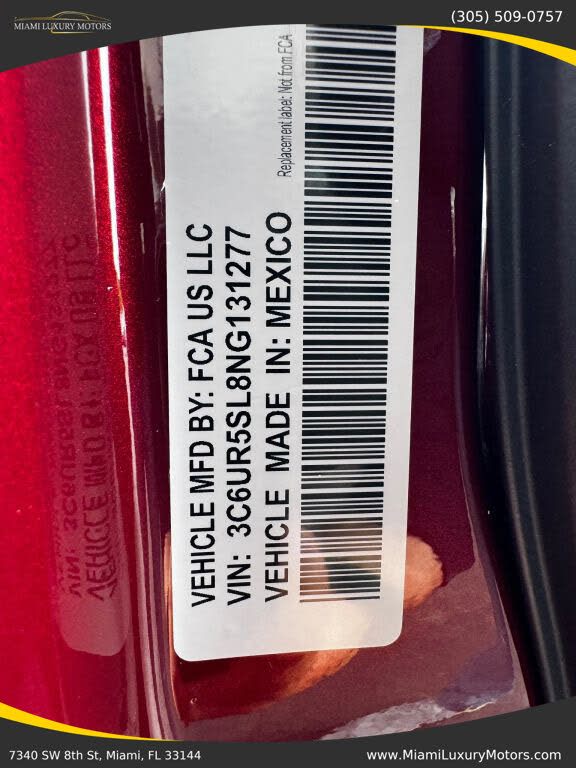 MIAMI LUXURY MOTORS
(305) 509-0757
Replacement label: Not from FCA
VEHICLE MFD BY: FCA US LLC
VIN: 3C6UR5SL8NG131277
VEHICLE MADE IN: MEXICO
7340 SW 8th St, Miami, FL 33144
www.MiamiLuxuryMotors.com